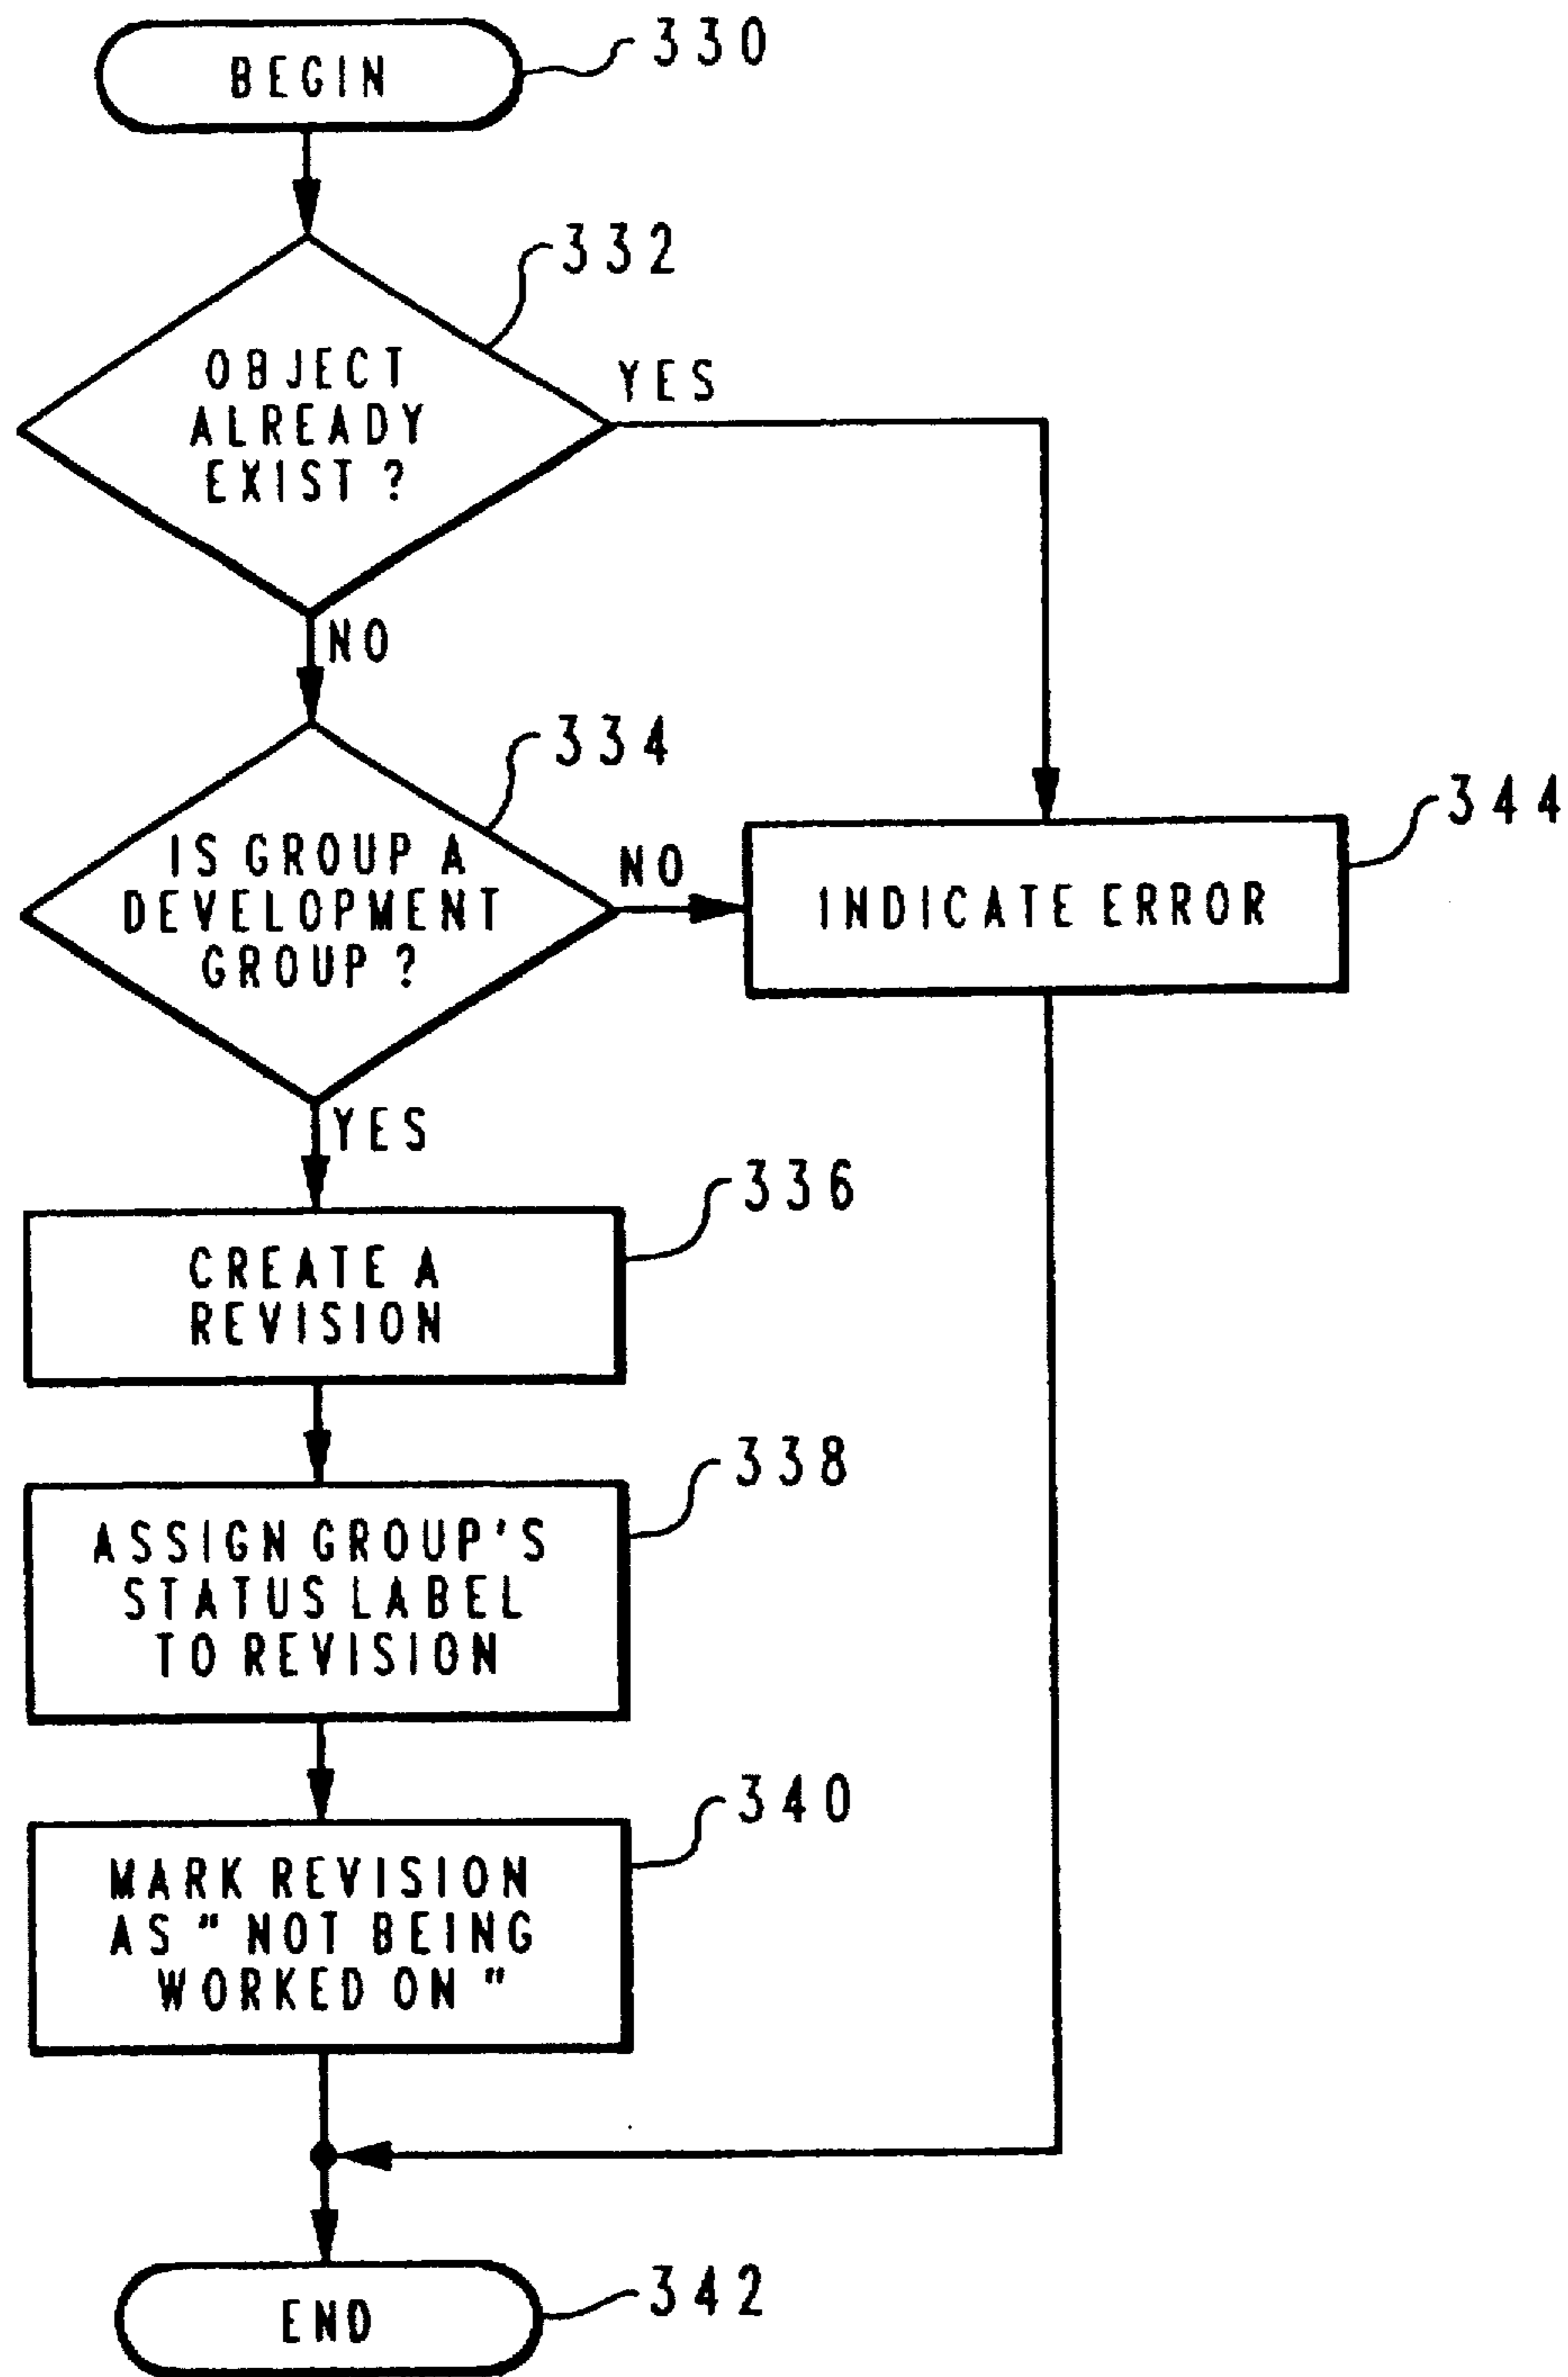 BEGIN
330
332
OBJECT
ALREADY
EXIST ?
YES
NO
334
IS GROUP A
DEVELOPMENT
GROUP ?
NO
344
INDICATE ERROR
YES
336
CREATE A
REVISION
338
ASSIGN GROUP'S
STATUS LABEL
TO REVISION
340
MARK REVISION
AS " NOT BEING
WORKED ON "
END
342